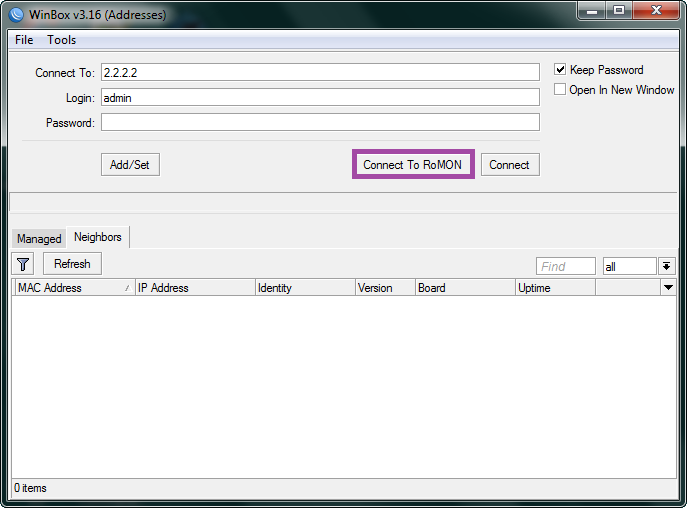 WinBox v3.16 (Addresses)
File Tools
Connect To: 2.2.2.2
Keep Password
Login: admin
Open In New Window
Password:
Add/Set Connect To RoMON Connect
Managed Neighbors
Refresh Find all
MAC Address IP Address Identity Version Board Uptime
0 items